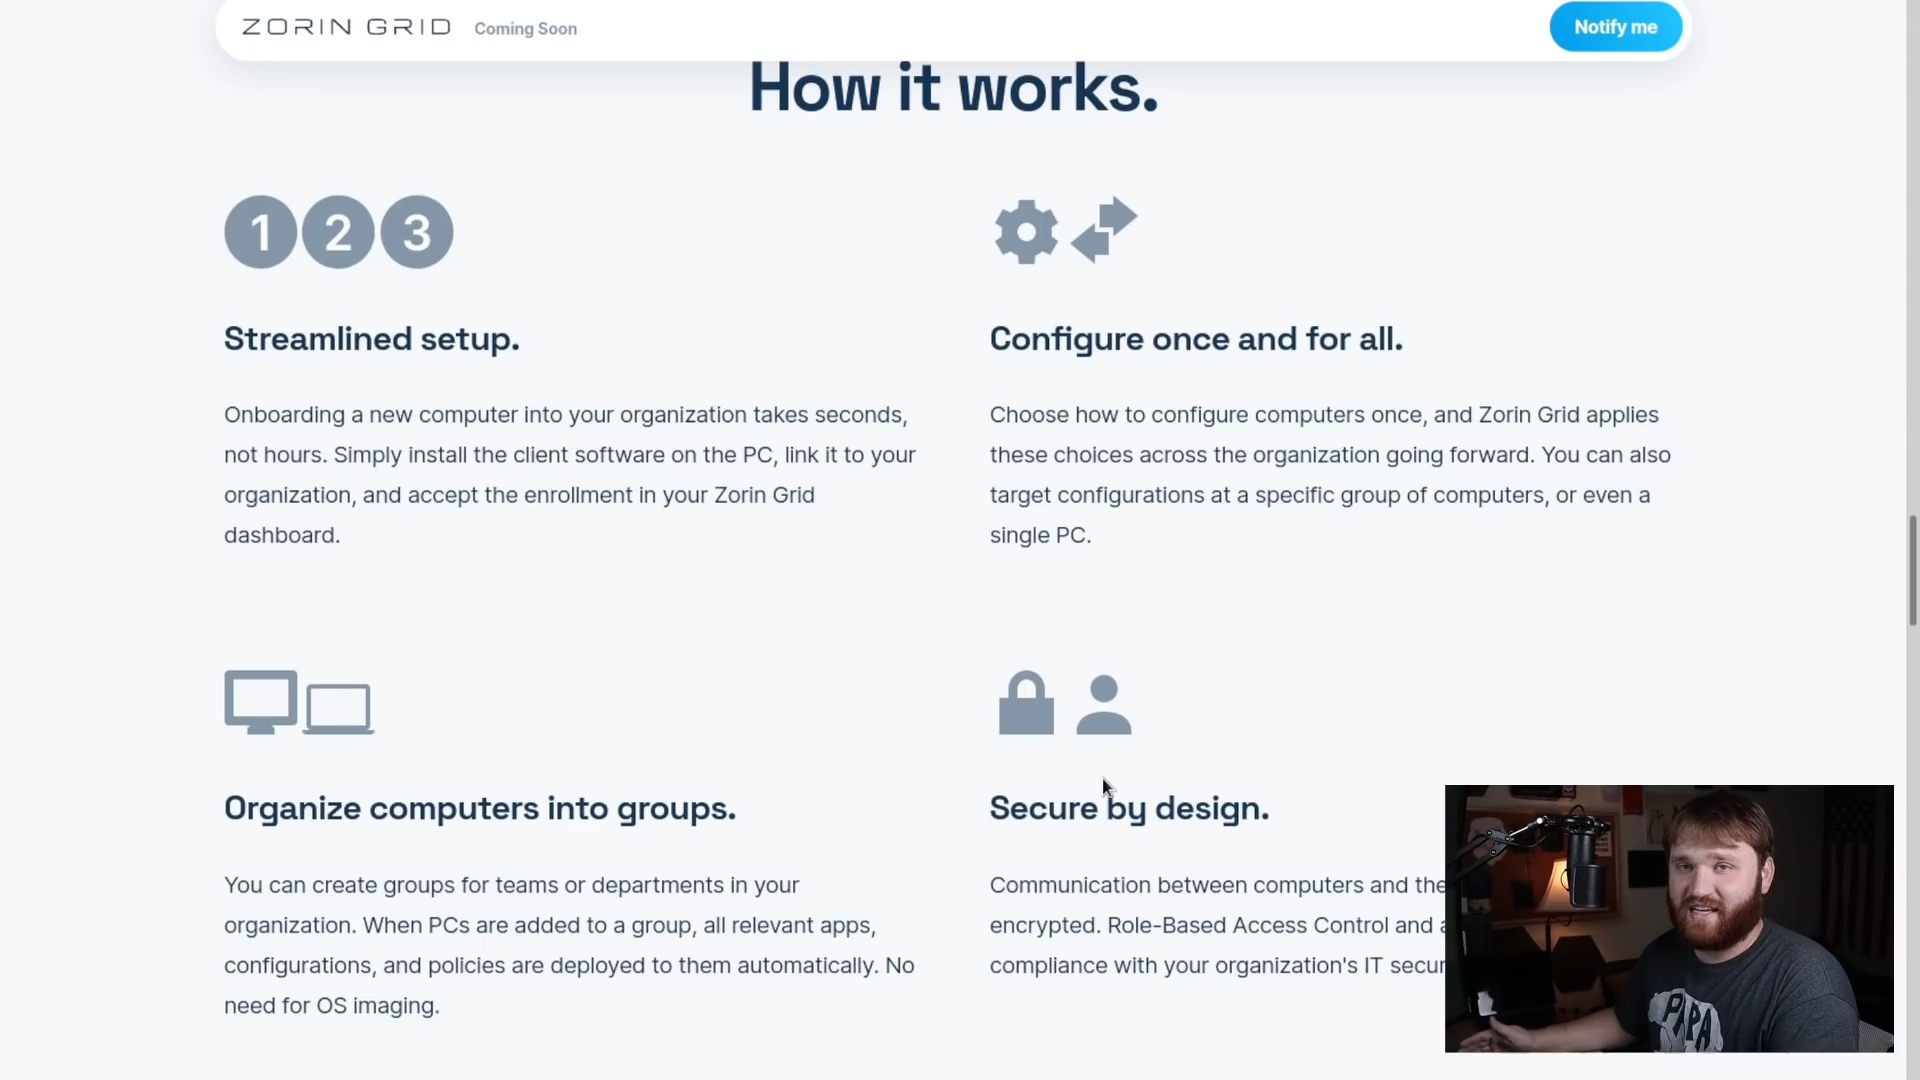 ZORIN GRID Coming Soon
Notify me
How it works.
1 2 3
Streamlined setup.
Onboarding a new computer into your organization takes seconds,
not hours. Simply install the client software on the PC, link it to your
organization, and accept the enrollment in your Zorin Grid
dashboard.
Configure once and for all.
Choose how to configure computers once, and Zorin Grid applies
these choices across the organization going forward. You can also
target configurations at a specific group of computers, or even a
single PC.
Organize computers into groups.
You can create groups for teams or departments in your
organization. When PCs are added to a group, all relevant apps,
configurations, and policies are deployed to them automatically. No
need for OS imaging.
Secure by design.
Communication between computers and the
encrypted. Role-Based Access Control and
compliance with your organization's IT
PAPA